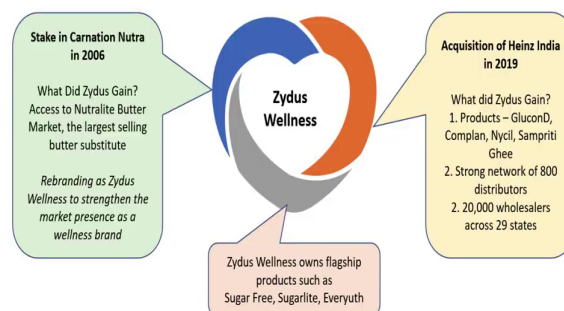 Stake in Carnation Nutra
in 2006
What Did Zydus Gain?
Access to Nutralite Butter
Market, the largest selling
butter substitute
Rebranding as Zydus
Wellness to strengthen the
market presence as a
wellness brand
Zydus
Wellness
Acquisition of Heinz India
in 2019
What did Zydus Gain?
1. Products – GluconD,
Complan, Nycil, Sampriti
Ghee
2. Strong network of 800
distributors
2. 20,000 wholesalers
across 29 states
Zydus Wellness owns flagship
products such as
Sugar Free, Sugarlite, Everyuth